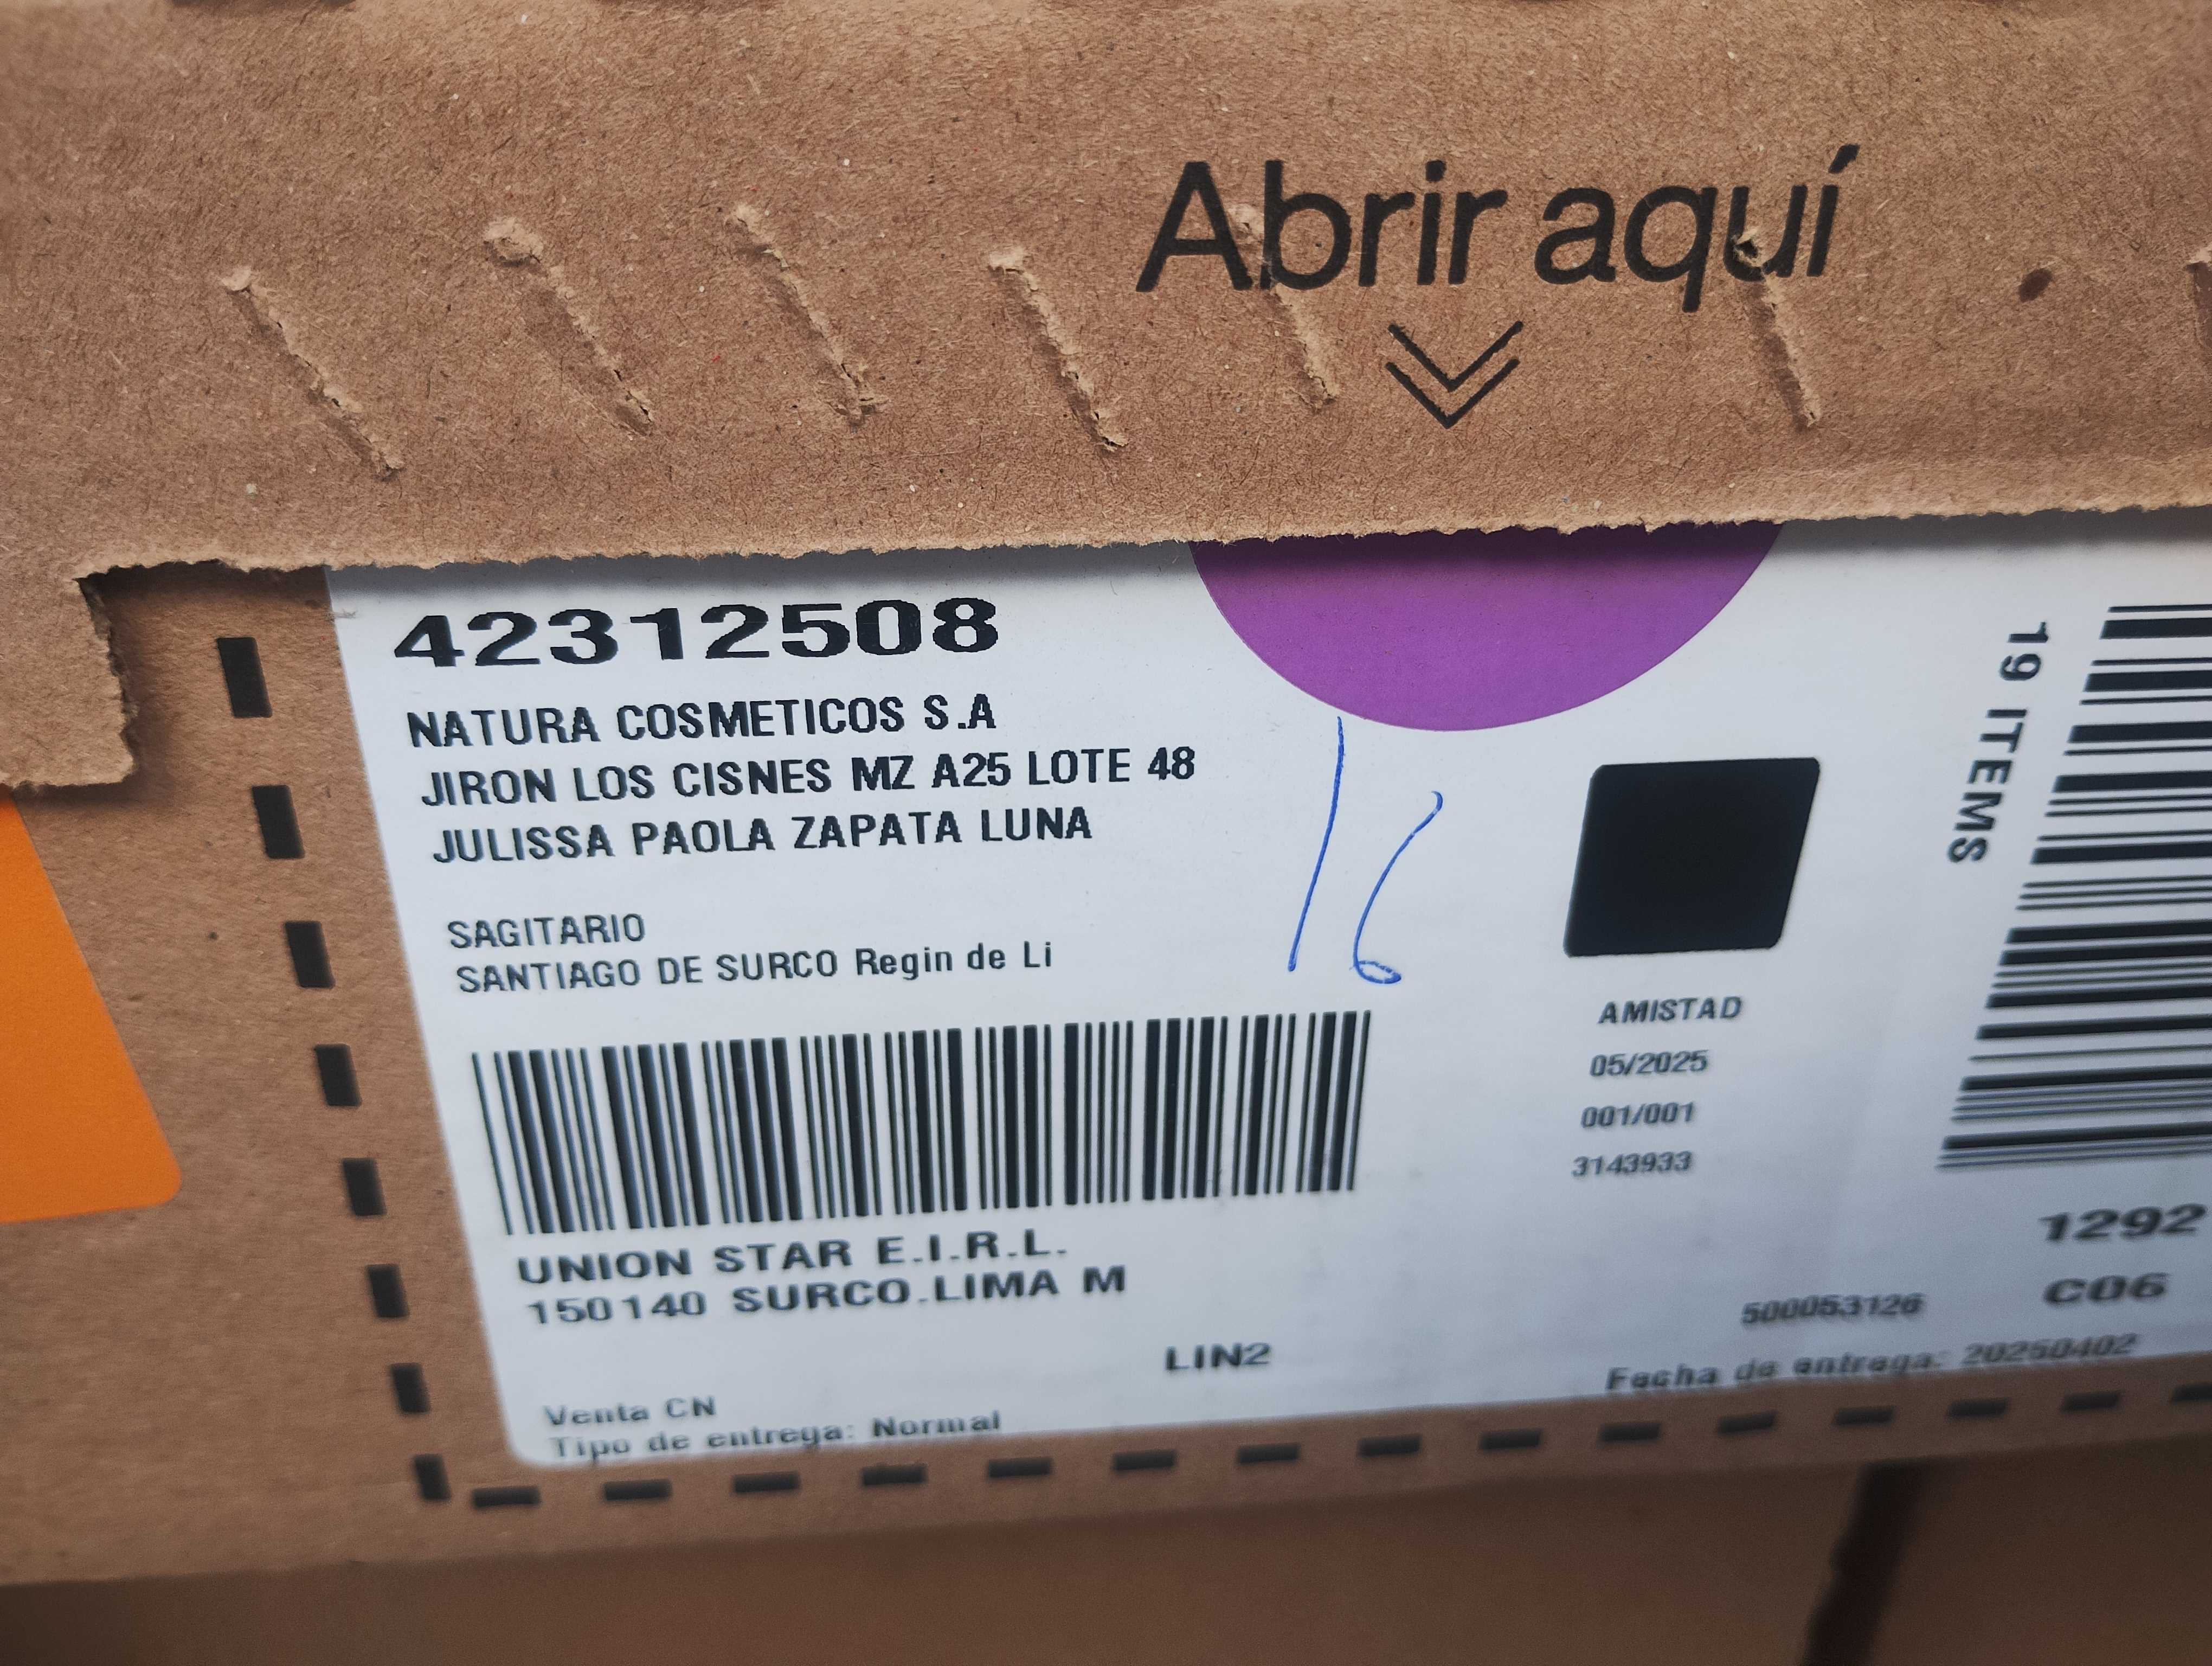 Abrir aquí
42312508
NATURA COSMETICOS S.A
JIRON LOS CISNES MZ A25 LOTE 48
JULISSA PAOLA ZAPATA LUNA
SAGITARIO
SANTIAGO DE SURCO Regin de Li
16
19 ITEMS
AMISTAD
05/2025
001/001
3143933
UNION STAR E.I.R.L.
150140 SURCO.LIMA M
LIN2
1292
C06
500053126
Fecha de entrega: 20250402
Venta CN
Tipo de entrega: Normal